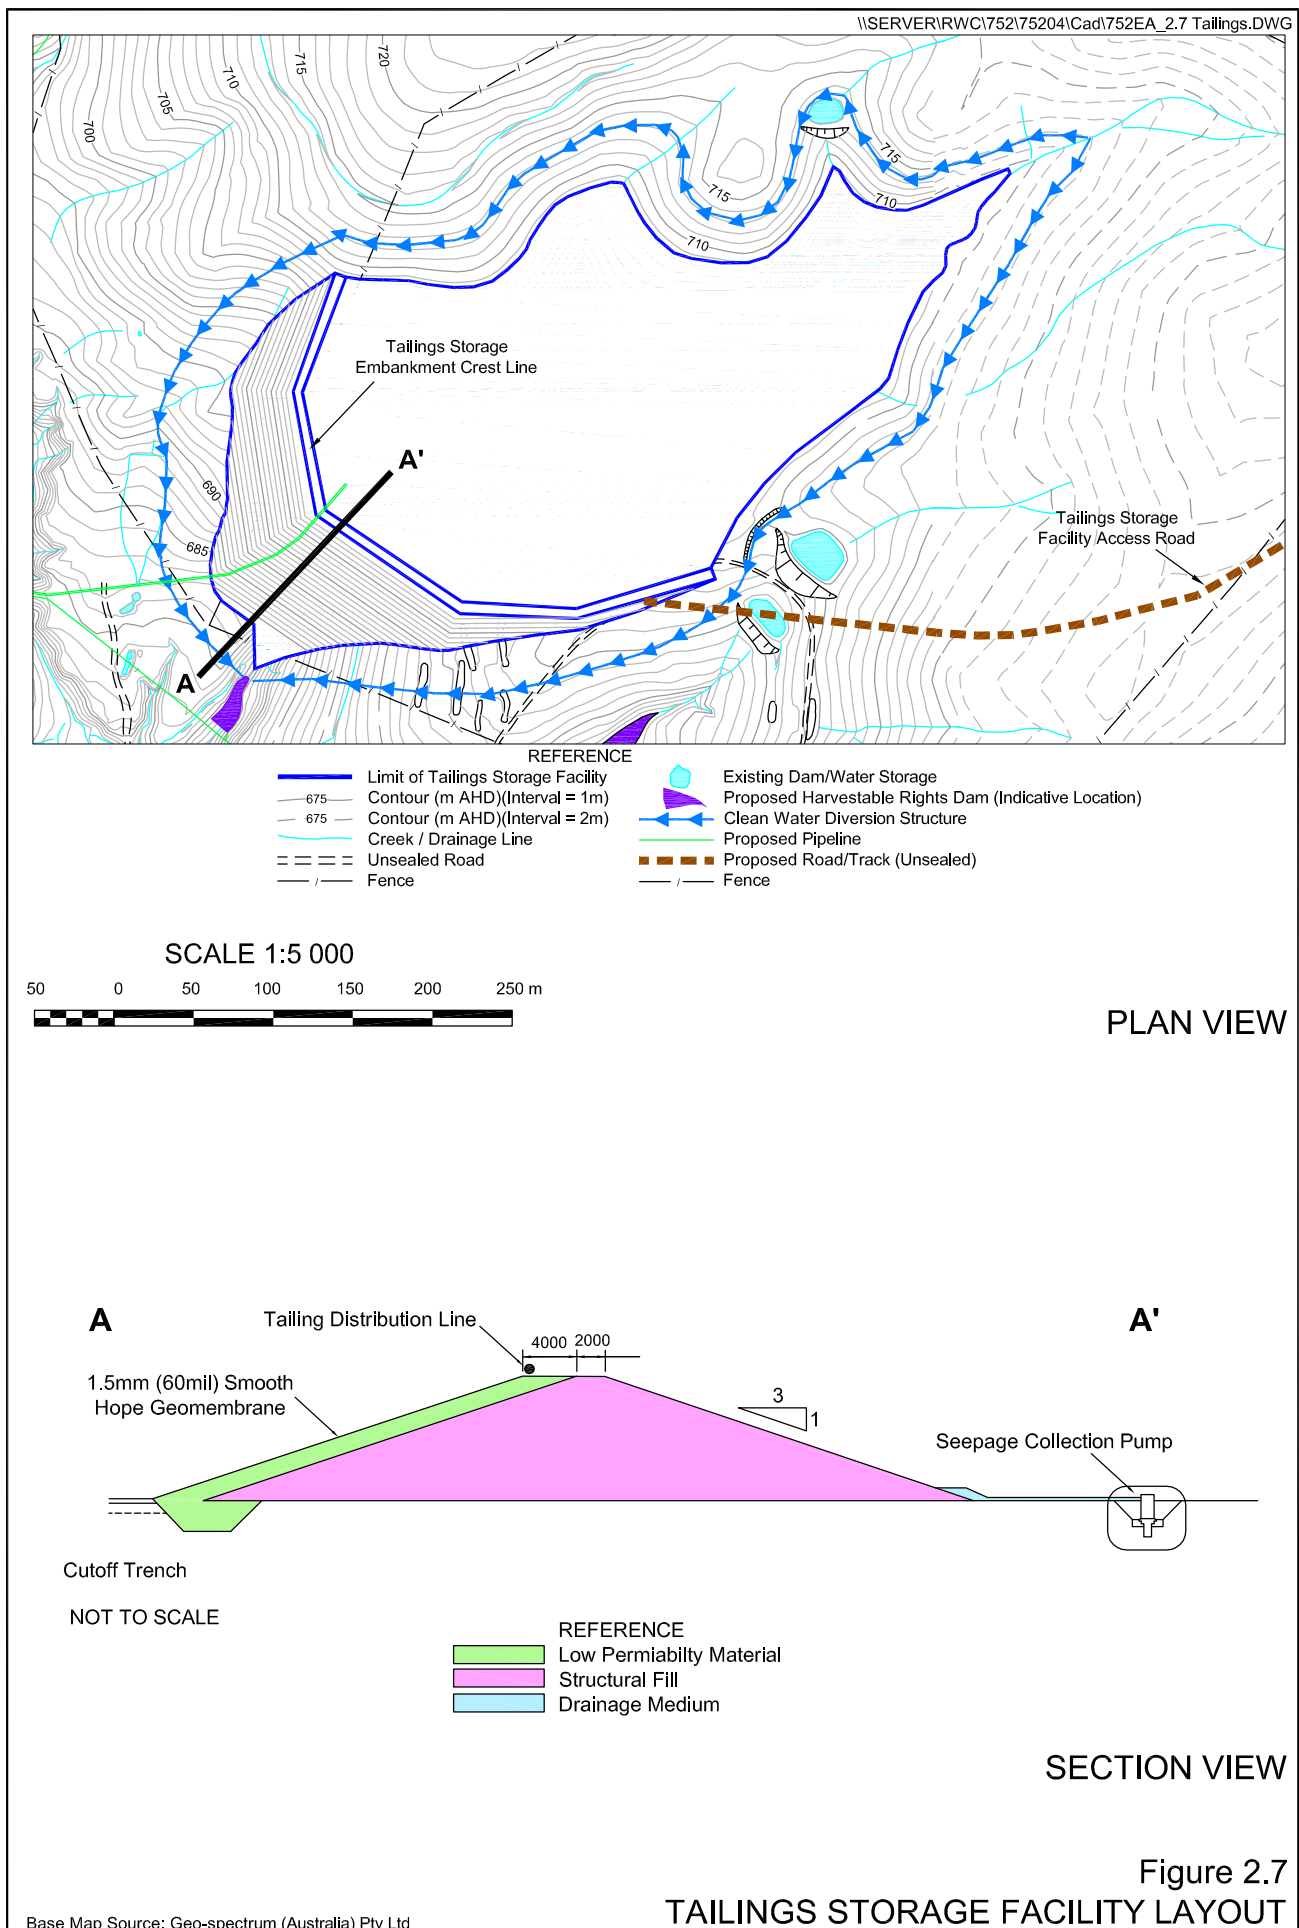 \\SERVER\RWC\752\75204\Cad\752EA_2.7 Tailings.DWG
720
715
710
705
700
715
715
710
710
Tailings Storage
Embankment Crest Line
A'
690
685
Tailings Storage
Facility Access Road
A
REFERENCE
Limit of Tailings Storage Facility
675 Contour (m AHD)(Interval = 1m)
675 Contour (m AHD)(Interval = 2m)
Creek / Drainage Line
Unsealed Road
Fence
Existing Dam/Water Storage
Proposed Harvestable Rights Dam (Indicative Location)
Clean Water Diversion Structure
Proposed Pipeline
Proposed Road/Track (Unsealed)
Fence
SCALE 1:5 000
50 0 50 100 150 200 250 m
PLAN VIEW
A
A'
Tailing Distribution Line
4000 2000
1.5mm (60mil) Smooth
Hope Geomembrane
3
1
Seepage Collection Pump
Cutoff Trench
NOT TO SCALE
REFERENCE
Low Permiabilty Material
Structural Fill
Drainage Medium
SECTION VIEW
Figure 2.7
TAILINGS STORAGE FACILITY LAYOUT
Base Map Source: Geo-spectrum (Australia) Pty Ltd